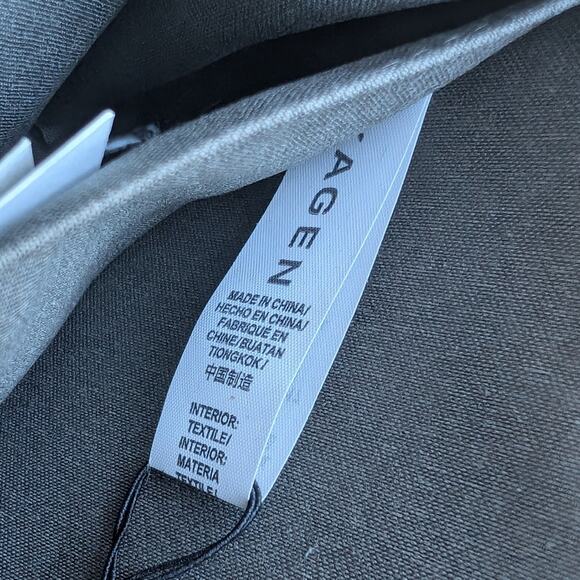 AGEN
MADE IN CHINA/
HECHO EN CHINA/
FABRIQUÉ EN
CHINE/BUATAN
TIONGKOK/
中国制造
INTERIOR:
TEXTILE/
INTERIOR:
MATERIA
TEXTIL/